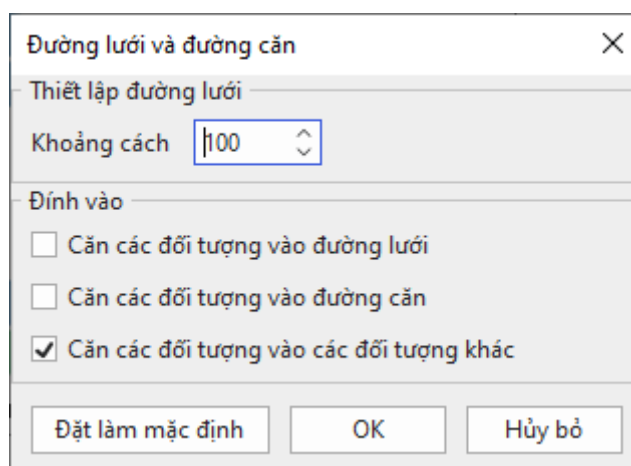 Đường lưới và đường căn
Thiết lập đường lưới
Khoảng cách 100
Đính vào
Căn các đối tượng vào đường lưới
Căn các đối tượng vào đường căn
Căn các đối tượng vào các đối tượng khác
Đặt làm mặc định OK Hủy bỏ